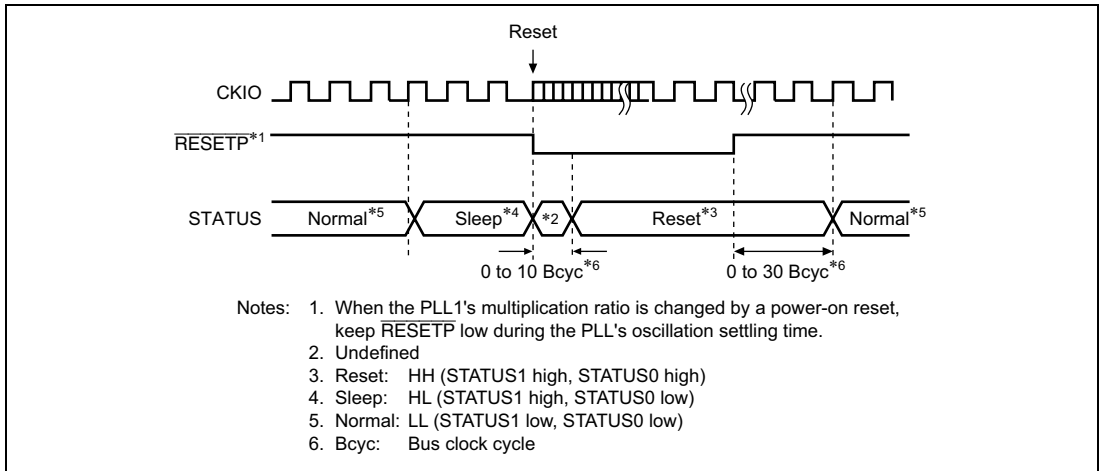 Reset
CKIO
RESETP*1
STATUS Normal*5 Sleep*4 *2 Reset*3 Normal*5
0 to 10 Bcyc*6 0 to 30 Bcyc*6
Notes: 1. When the PLL1's multiplication ratio is changed by a power-on reset,
keep RESETP low during the PLL's oscillation settling time.
2. Undefined
3. Reset: HH (STATUS1 high, STATUS0 high)
4. Sleep: HL (STATUS1 high, STATUS0 low)
5. Normal: LL (STATUS1 low, STATUS0 low)
6. Bcyc: Bus clock cycle